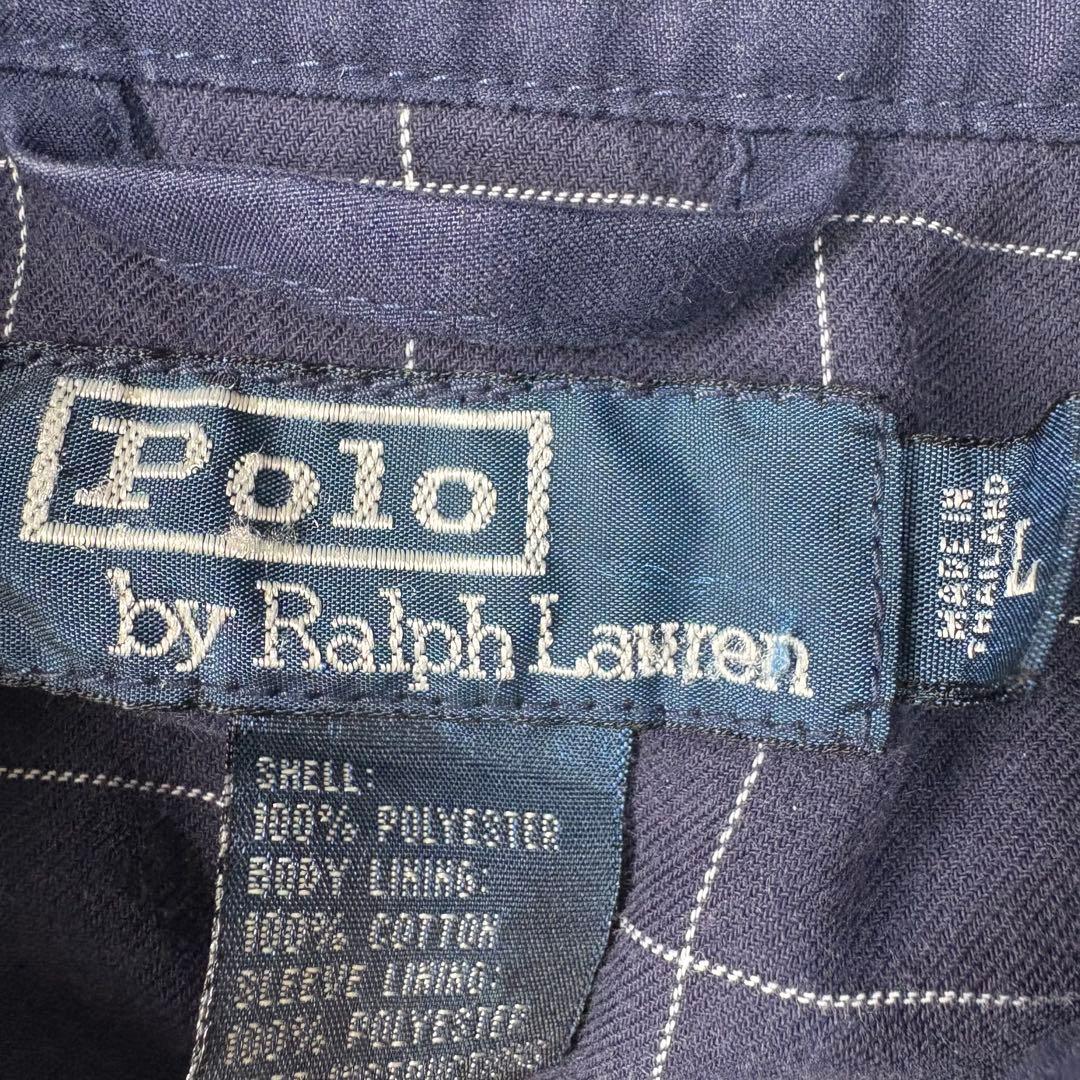 Polo
by Ralph Lauren
MADE IN
THAILAND
L
SHELL:
100% POLYESTER
BODY LINING:
100% COTTON
SLEEVE LINING:
100% POLYESTER